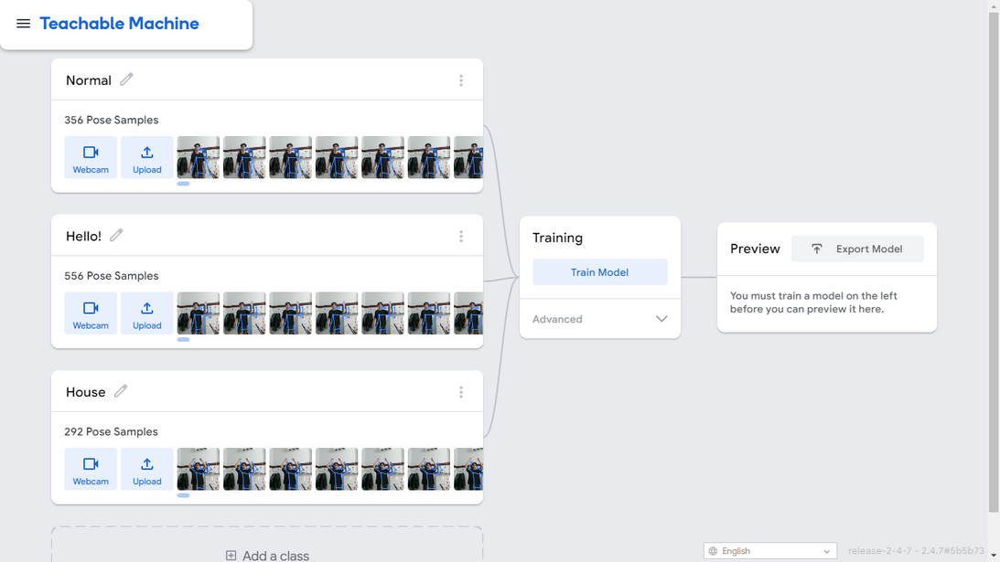 Teachable Machine
Normal
356 Pose Samples
Webcam
Upload
Hello!
556 Pose Samples
Webcam
Upload
House
292 Pose Samples
Webcam
Upload
Add a class
Training
Train Model
Advanced
Preview
Export Model
You must train a model on the left
before you can preview it here.
English
release-2-4-7 - 2.4.7#5b5b73